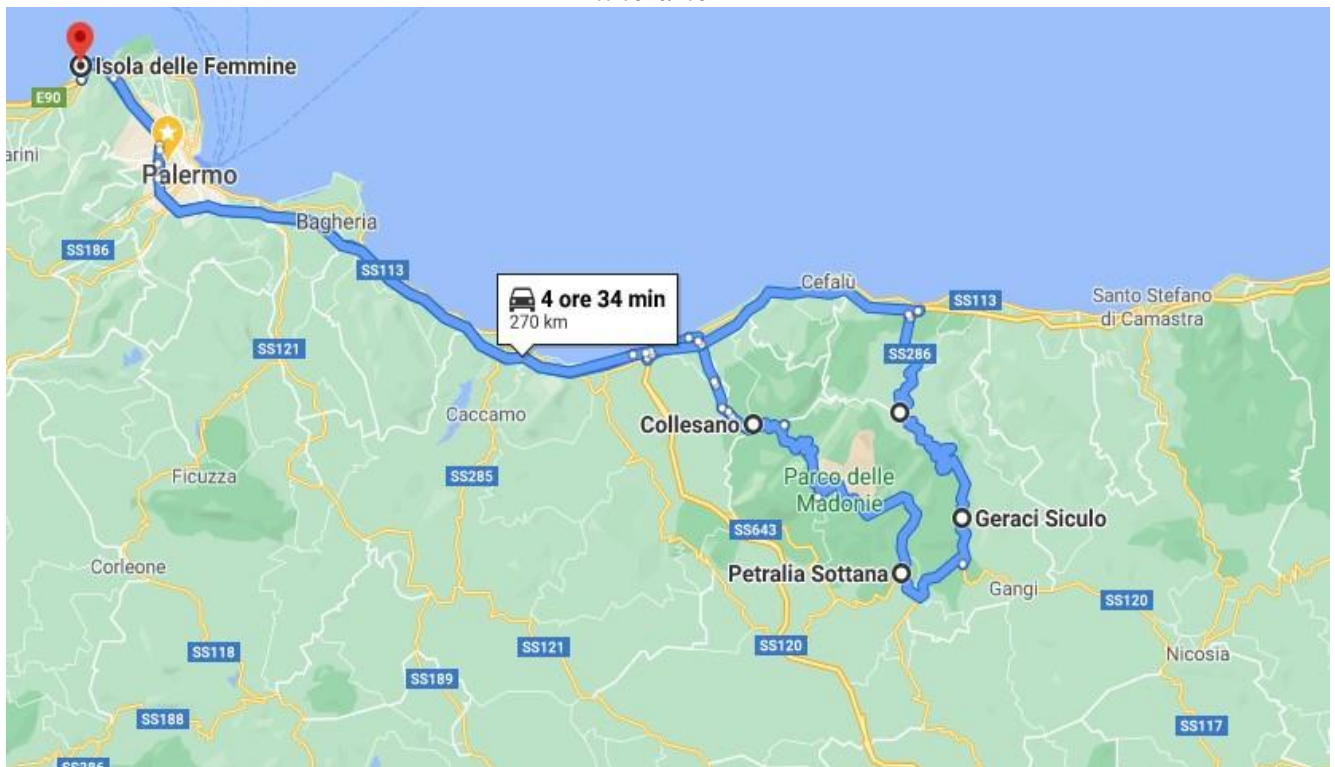 Isola delle Femmine
E90
arini
Palermo
Bagheria
SS186
SS113
4 ore 34 min
270 km
Cefalù
SS113
Santo Stefano
di Camastra
SS121
SS286
Caccamo
Collesano
Ficuzza
SS285
Parco delle
Madonie
SS643
Geraci Siculo
Corleone
Petralia Sottana
Gangi
SS120
SS118
SS121
SS120
Nicosia
SS189
SS188
SS117